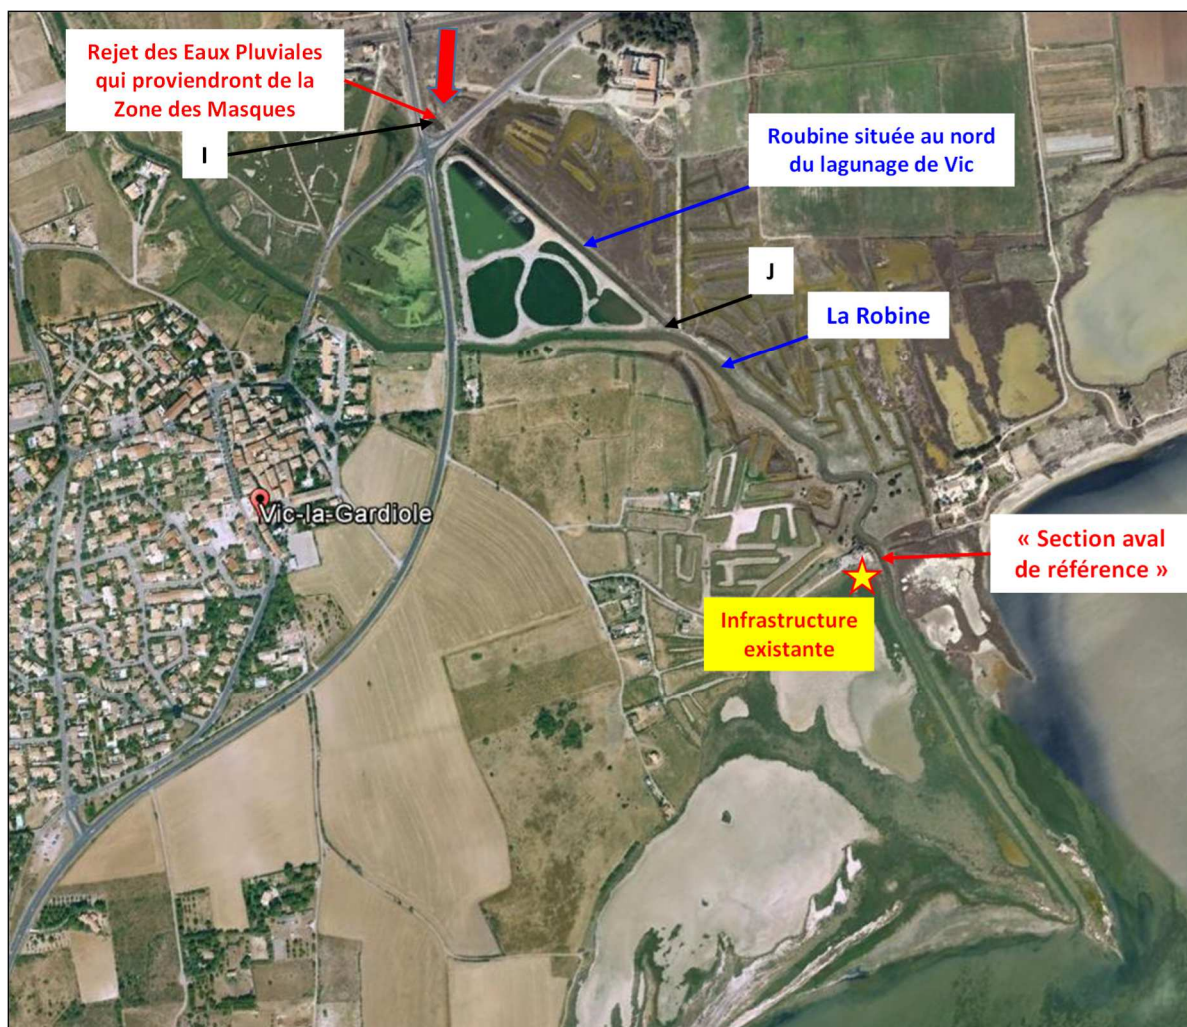 Rejet des Eaux Pluviales
qui proviendront de la
Zone des Masques
I
Roubine située au nord
du lagunage de Vic
J
La Robine
Vic-la-Gardiole
« Section aval
de référence »
Infrastructure
existante